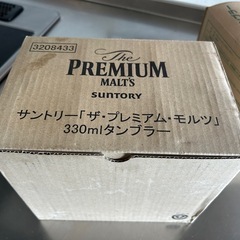 3208433
The
PREMIUM
MALT'S
SUNTORY
サントリー「ザ・プレミアム・モルツ」
330mlタンブラー